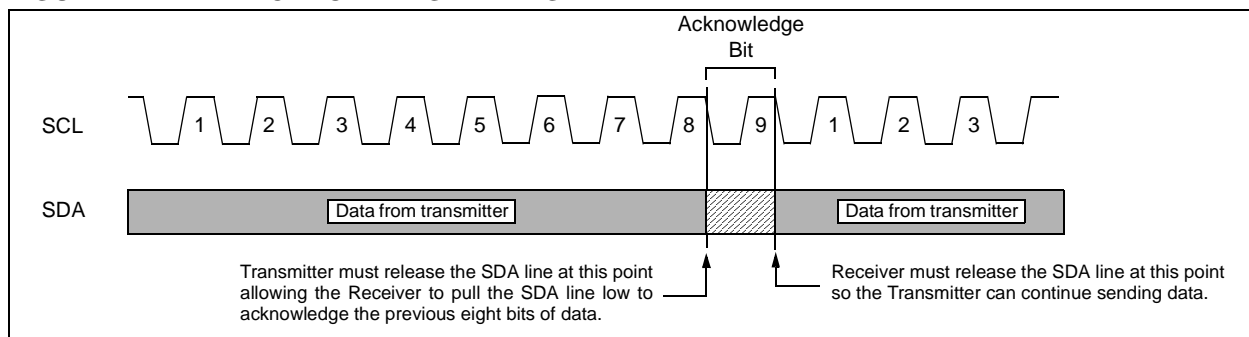 Acknowledge
Bit
SCL
1 2 3 4 5 6 7 8 9 1 2 3
SDA
Data from transmitter
Data from transmitter
Transmitter must release the SDA line at this point
allowing the Receiver to pull the SDA line low to
acknowledge the previous eight bits of data.
Receiver must release the SDA line at this point
so the Transmitter can continue sending data.